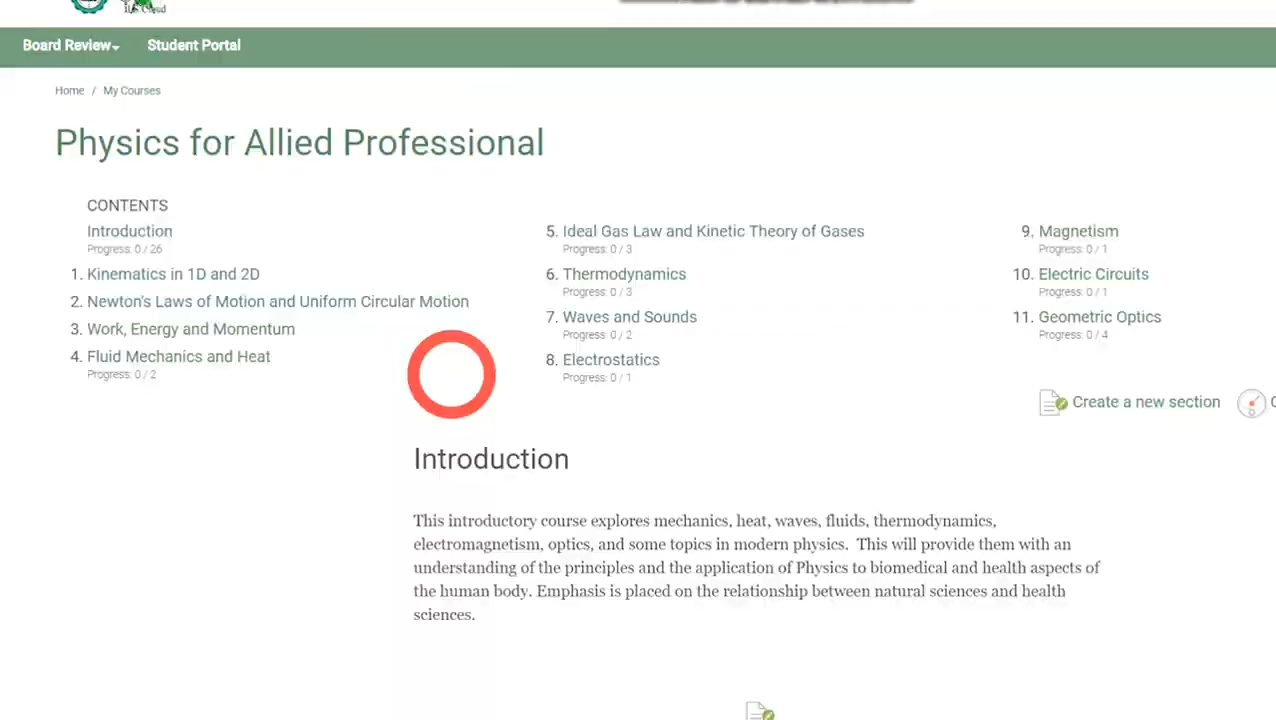 Board Review
Student Portal
Home / My Courses
Physics for Allied Professional
CONTENTS
Introduction
Progress: 0 / 26
1. Kinematics in 1D and 2D
2. Newton's Laws of Motion and Uniform Circular Motion
3. Work, Energy and Momentum
4. Fluid Mechanics and Heat
Progress: 0 / 2
5. Ideal Gas Law and Kinetic Theory of Gases
Progress: 0 / 3
6. Thermodynamics
Progress: 0 / 3
7. Waves and Sounds
Progress: 0 / 2
8. Electrostatics
Progress: 0 / 1
9. Magnetism
Progress: 0 / 1
10. Electric Circuits
Progress: 0 / 1
11. Geometric Optics
Progress: 0 / 4
Create a new section
Introduction
This introductory course explores mechanics, heat, waves, fluids, thermodynamics,
electromagnetism, optics, and some topics in modern physics. This will provide them with an
understanding of the principles and the application of Physics to biomedical and health aspects of
the human body. Emphasis is placed on the relationship between natural sciences and health
sciences.